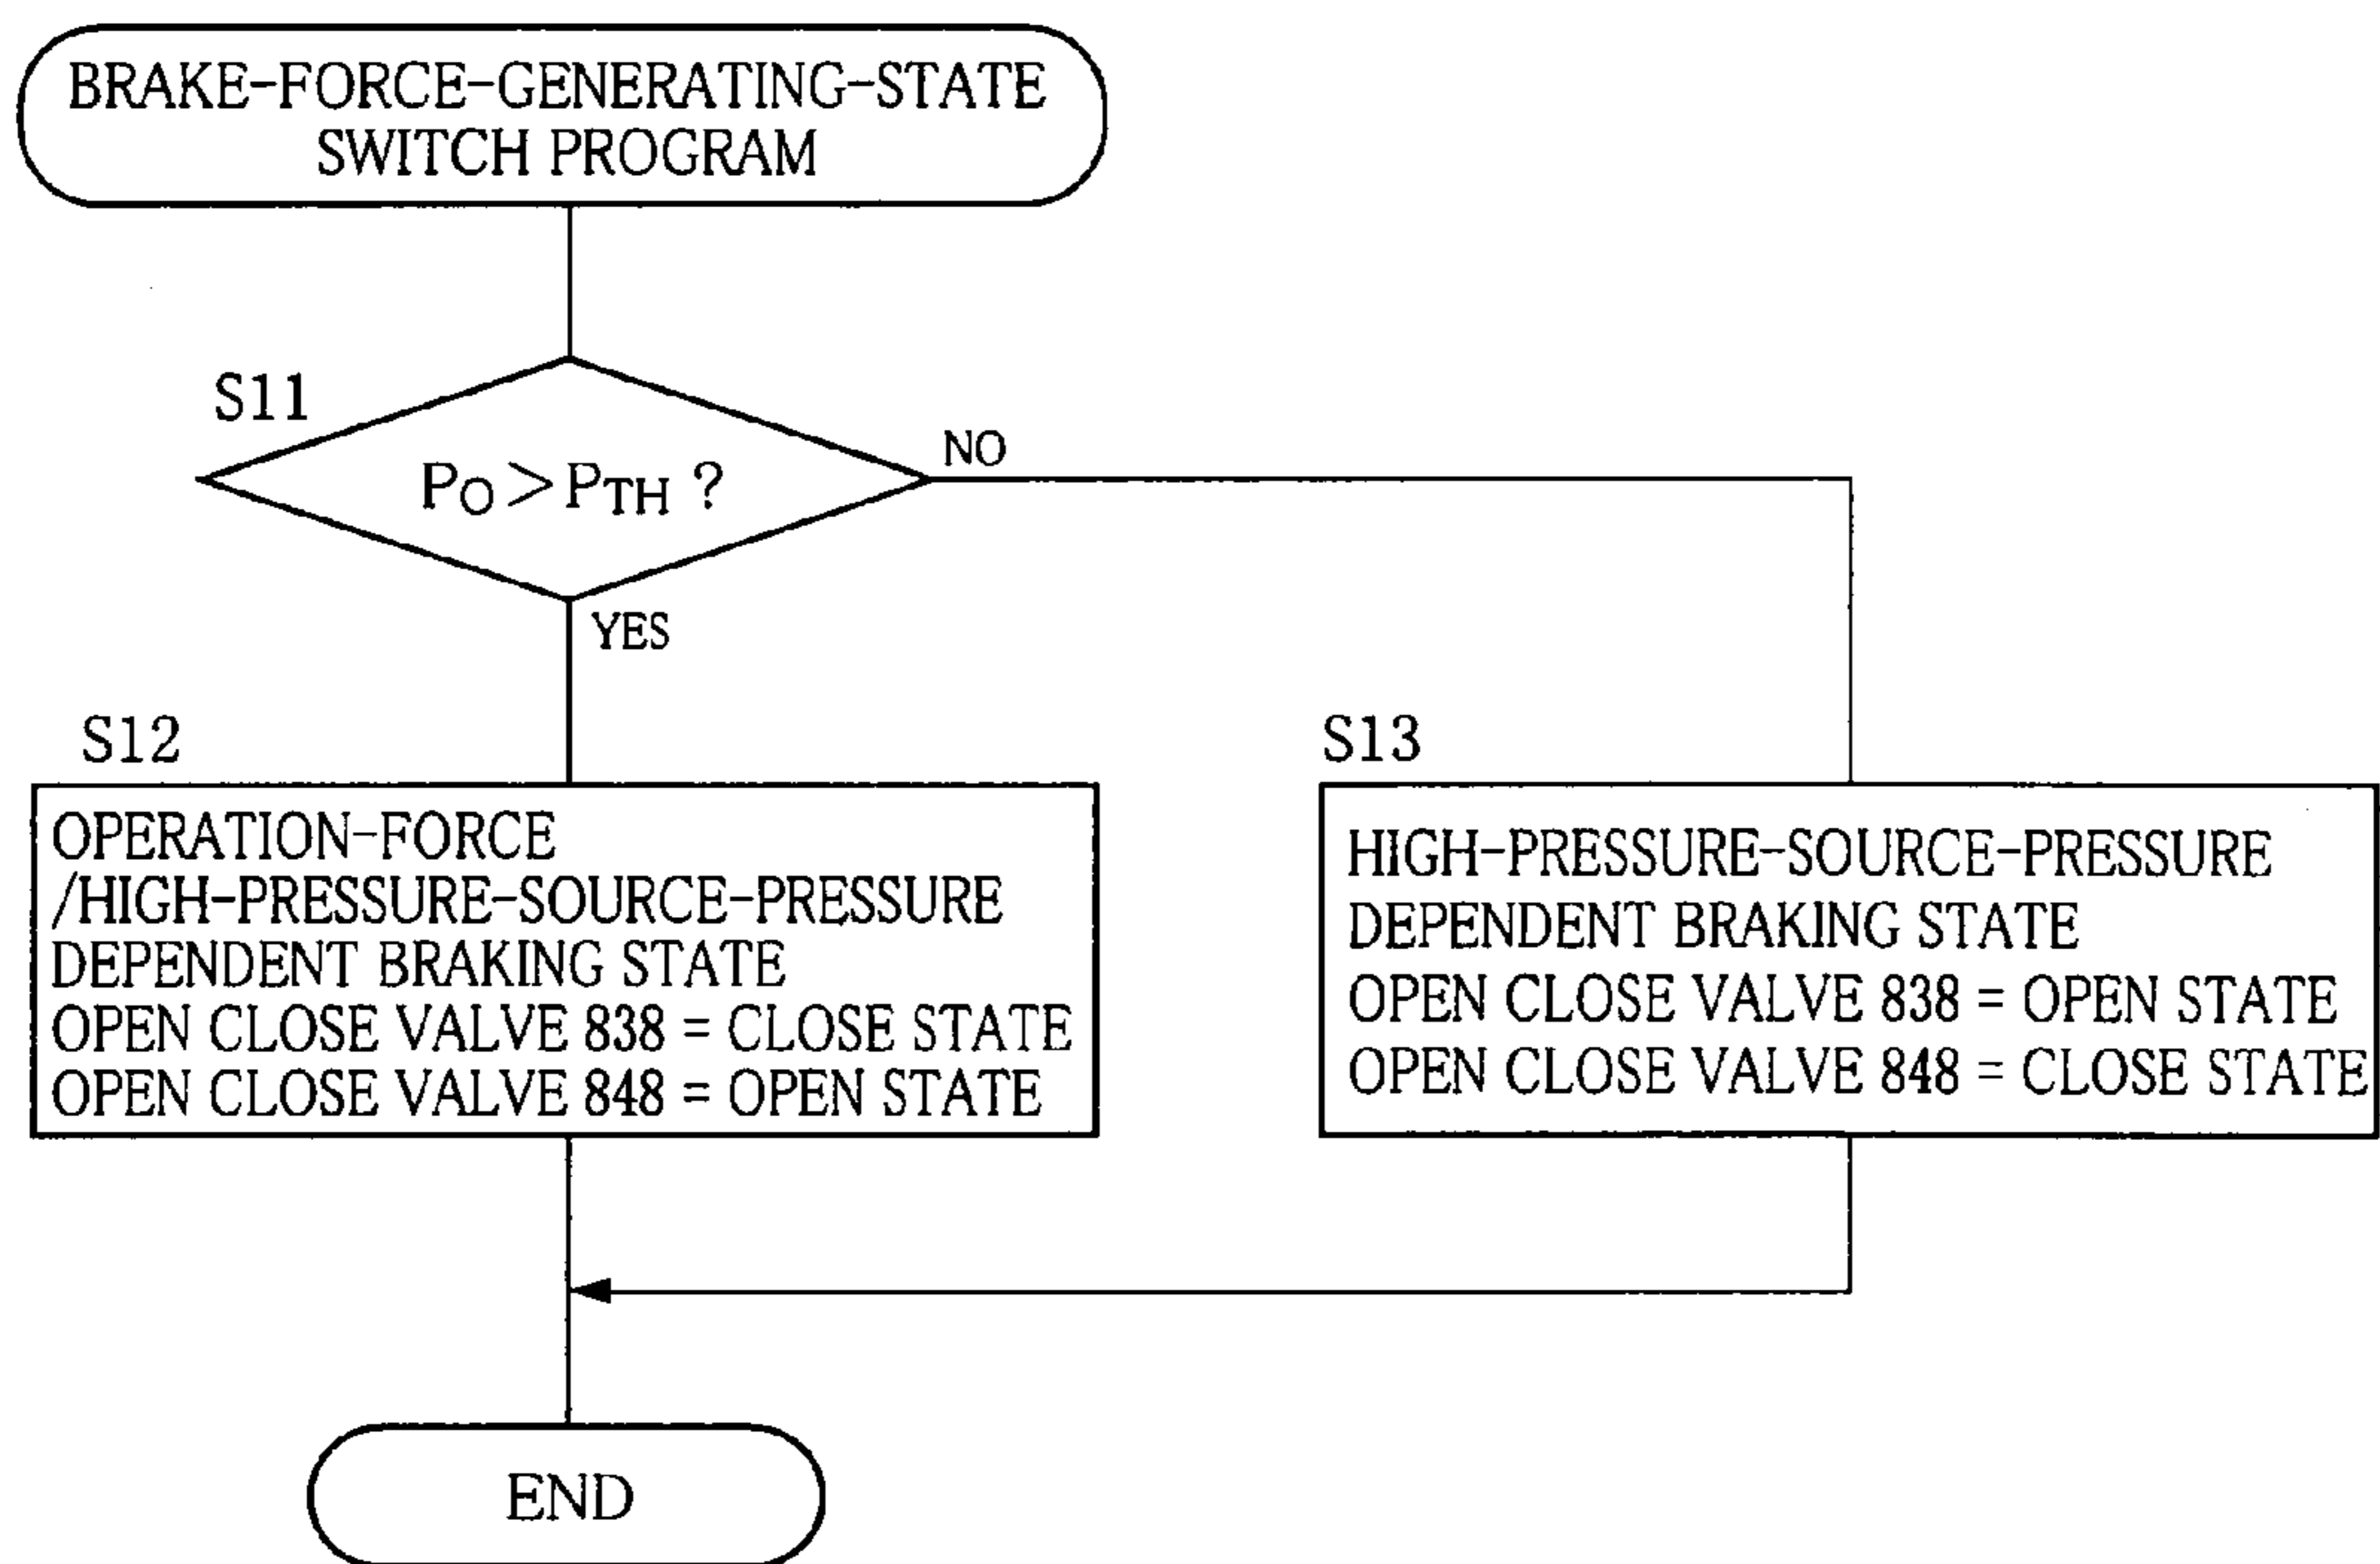 BRAKE-FORCE-GENERATING-STATE
SWITCH PROGRAM
S11
PO>PTH ?
NO
YES
S12
OPERATION-FORCE
/HIGH-PRESSURE-SOURCE-PRESSURE
DEPENDENT BRAKING STATE
OPEN CLOSE VALVE 838 = CLOSE STATE
OPEN CLOSE VALVE 848 = OPEN STATE
S13
HIGH-PRESSURE-SOURCE-PRESSURE
DEPENDENT BRAKING STATE
OPEN CLOSE VALVE 838 = OPEN STATE
OPEN CLOSE VALVE 848 = CLOSE STATE
END